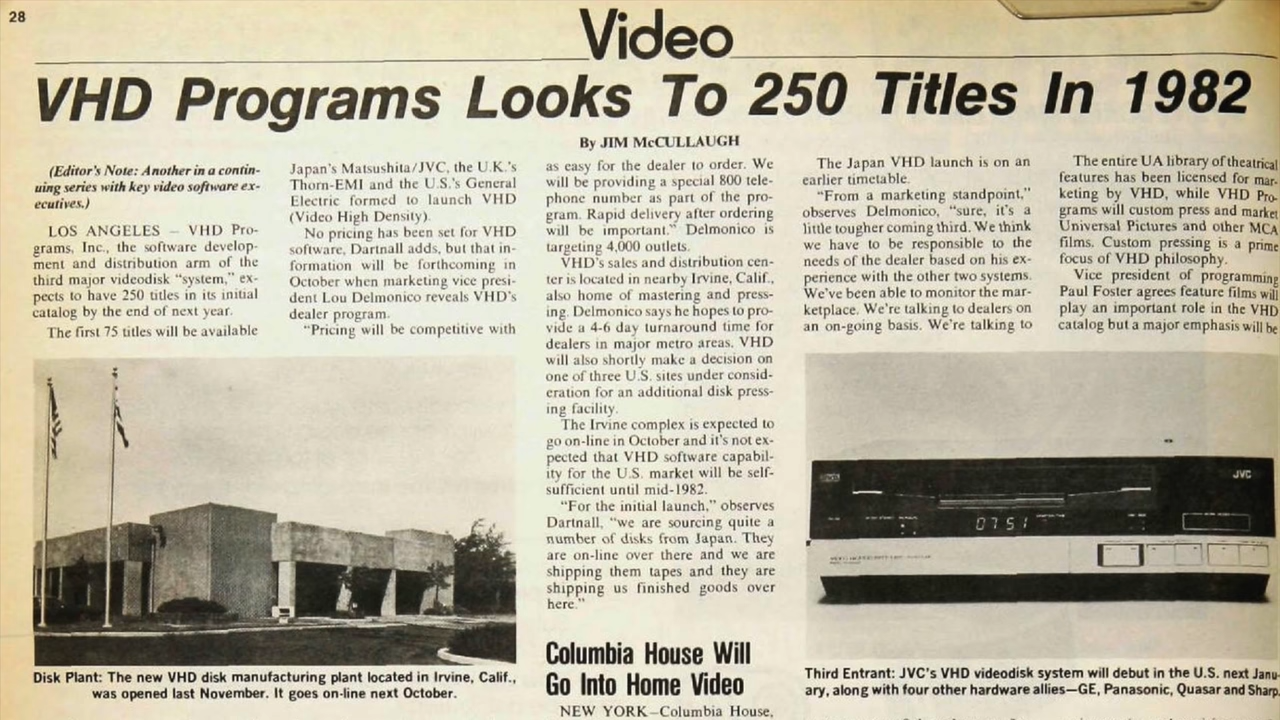 28
Video
VHD Programs Looks To 250 Titles In 1982
By JIM McCULLAUGH
(Editor's Note: Another in a contin-
uing series with key video software ex-
ecutives.)
LOS ANGELES — VHD Pro-
grams, Inc., the software develop-
ment and distribution arm of the
third major videodisk "system," ex-
pects to have 250 titles in its initial
catalog by the end of next year.
The first 75 titles will be available
Japan's Matsushita/JVC, the U.K.'s
Thorn-EMI and the U.S.'s General
Electric formed to launch VHD
(Video High Density).
No pricing has been set for VHD
software, Dartnall adds, but that in-
formation will be forthcoming in
October when marketing vice presi-
dent Lou Delmonico reveals VHD's
dealer program.
"Pricing will be competitive with
Disk Plant: The new VHD disk manufacturing plant located in Irvine, Calif.,
was opened last November. It goes on-line next October.
as easy for the dealer to order. We
will be providing a special 800 tele-
phone number as part of the pro-
gram. Rapid delivery after ordering
will be important." Delmonico is
targeting 4,000 outlets.
VHD's sales and distribution cen-
ter is located in nearby Irvine, Calif.,
also home of mastering and press-
ing. Delmonico says he hopes to pro-
vide a 4-6 day turnaround time for
dealers in major metro areas. VHD
will also shortly make a decision on
one of three U.S. sites under consid-
eration for an additional disk press-
ing facility.
The Irvine complex is expected to
go on-line in October and it's not ex-
pected that VHD software capabil-
ity for the U.S. market will be self-
sufficient until mid-1982.
"For the initial launch," observes
Dartnall, "we are sourcing quite a
number of disks from Japan. They
are on-line over there and we are
shipping them tapes and they are
shipping us finished goods over
here."
Columbia House Will
Go Into Home Video
NEW YORK—Columbia House,
The Japan VHD launch is on an
earlier timetable.
"From a marketing standpoint,"
observes Delmonico, "sure, it's a
little tougher coming third. We think
we have to be responsible to the
needs of the dealer based on his ex-
perience with the other two systems.
We've been able to monitor the mar-
ketplace. We're talking to dealers on
an on-going basis. We're talking to
The entire UA library of theatrical
features has been licensed for mar-
keting by VHD, while VHD Pro-
grams will custom press and market
Universal Pictures and other MCA
films. Custom pressing is a prime
focus of VHD philosophy.
Vice president of programming
Paul Foster agrees feature films will
play an important role in the VHD
catalog but a major emphasis will be
JVC
0751
Third Entrant: JVC's VHD videodisk system will debut in the U.S. next Janu-
ary, along with four other hardware allies—GE, Panasonic, Quasar and Sharp.